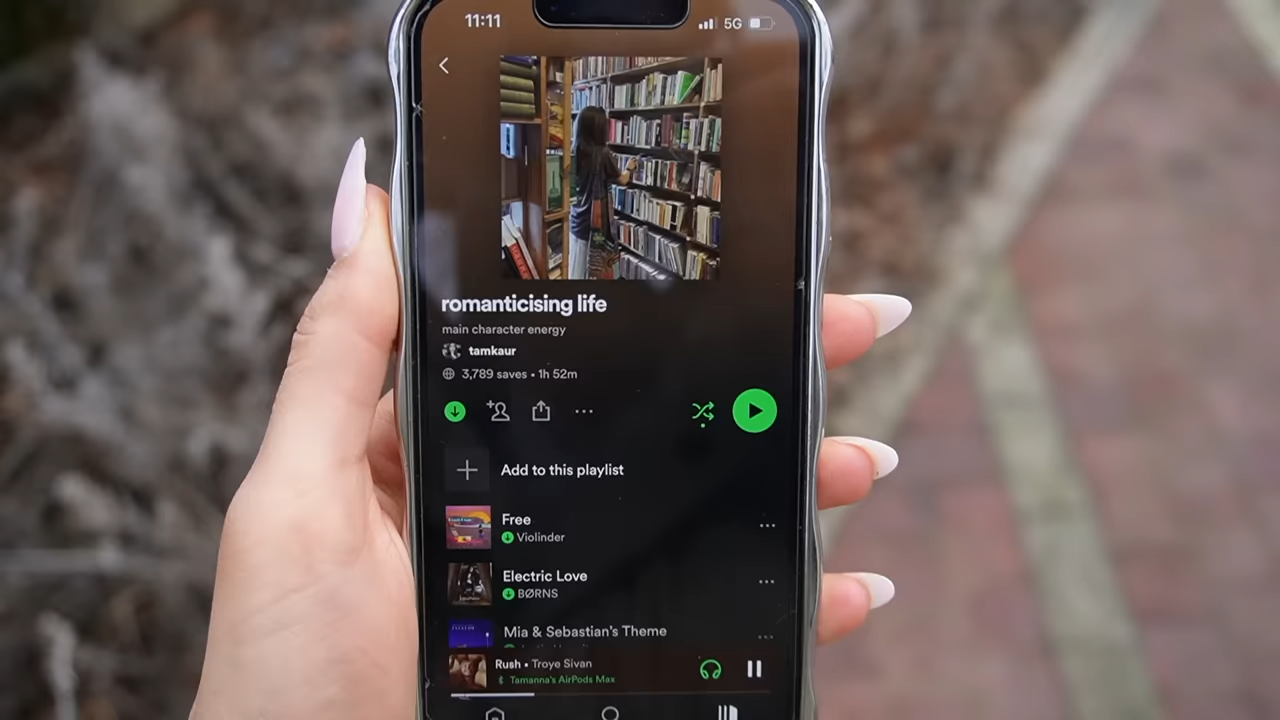 11:11
5G
romanticising life
main character energy
tamkaur
3,789 saves • 1h 52m
Add to this playlist
Free
Violinder
Electric Love
BØRNS
Mia & Sebastian's Theme
Rush • Troye Sivan
Tamanna's AirPods Max